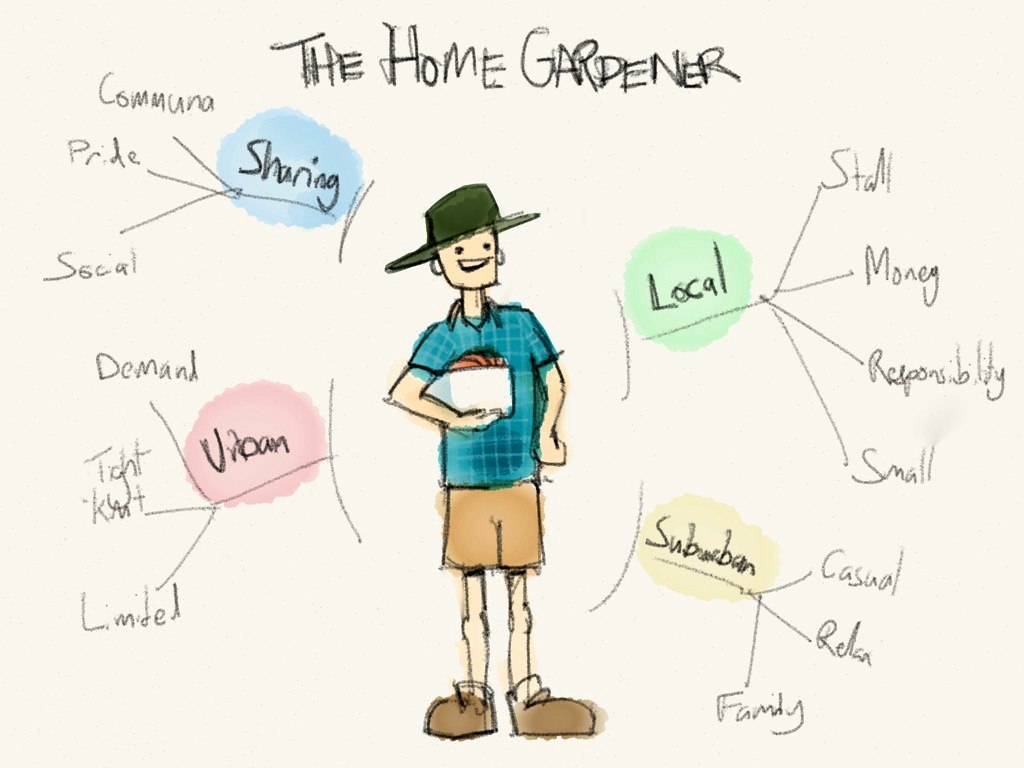 THE HOME GARDENER
Communa
Pride
Social
Sharing
Demand
Tight
Knit
Limited
Urban
Local
Stall
Money
Responsibility
Small
Suburban
Casual
Relax
Family